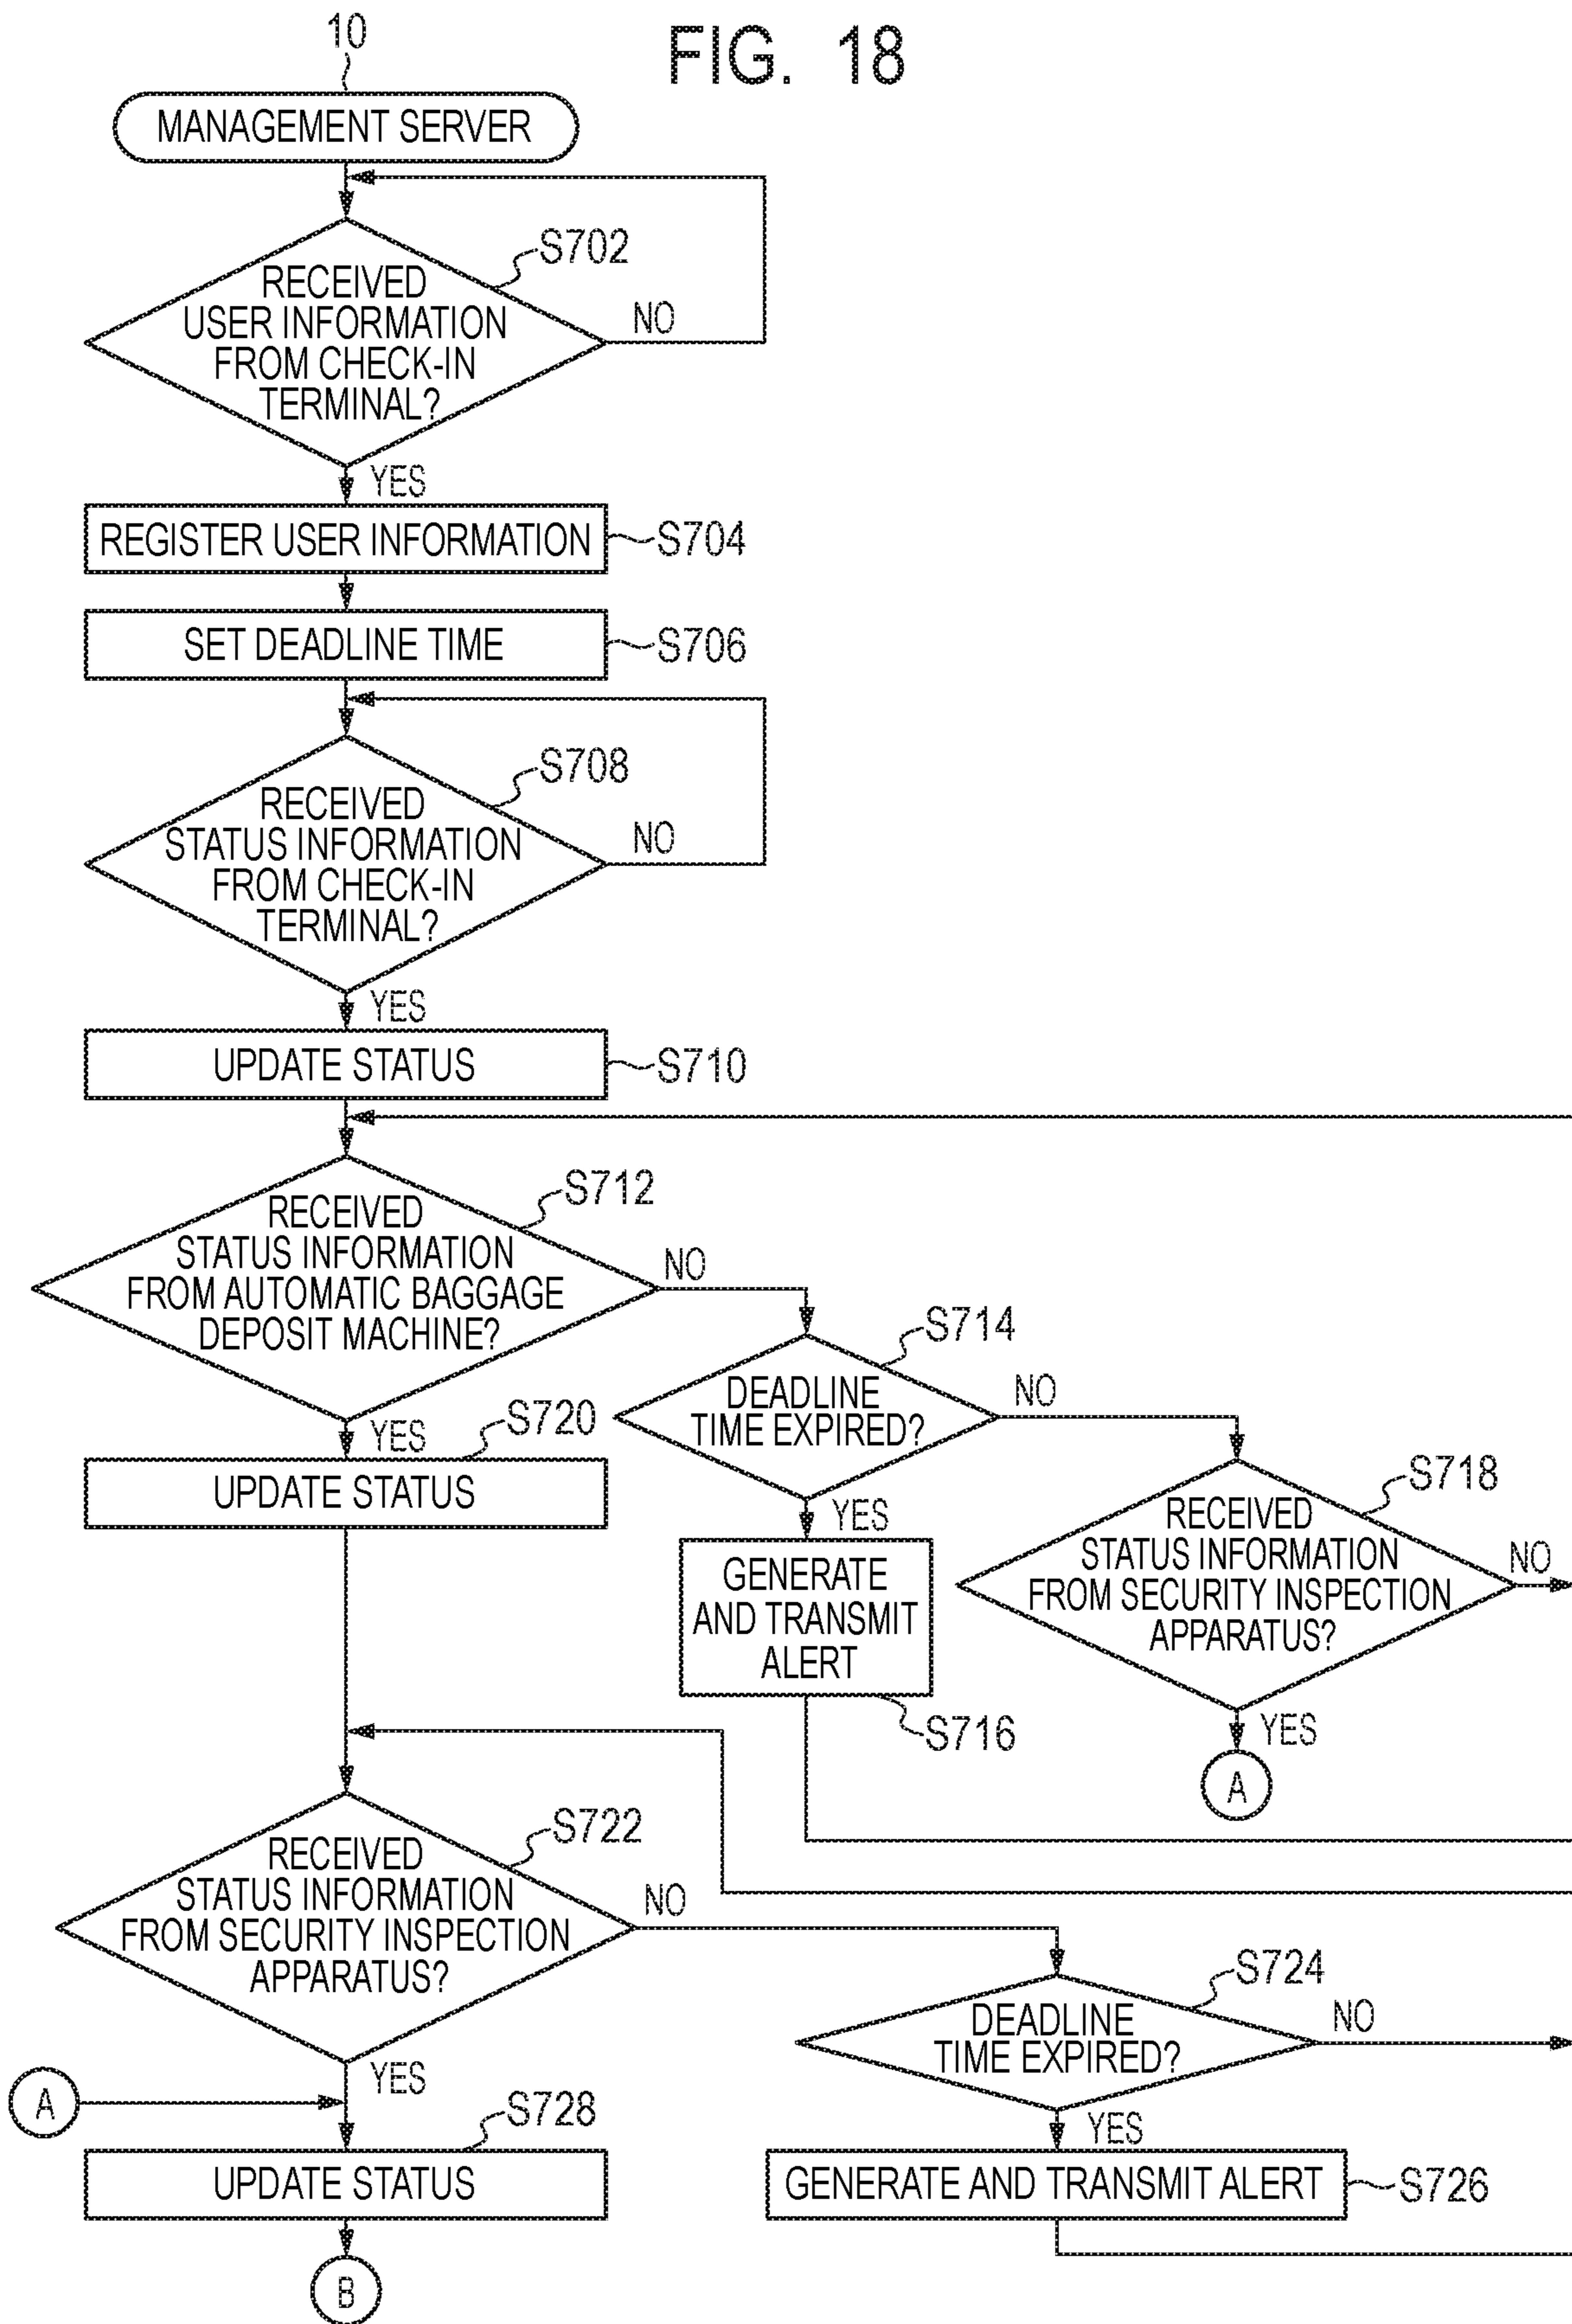 FIG. 18
10
MANAGEMENT SERVER
S702
RECEIVED
USER INFORMATION
FROM CHECK-IN
TERMINAL?
NO
YES
REGISTER USER INFORMATION
S704
SET DEADLINE TIME
S706
S708
RECEIVED
STATUS INFORMATION
FROM CHECK-IN
TERMINAL?
NO
YES
UPDATE STATUS
S710
S712
RECEIVED
STATUS INFORMATION
FROM AUTOMATIC BAGGAGE
DEPOSIT MACHINE?
NO
YES
S714
DEADLINE
TIME EXPIRED?
NO
YES
S720
UPDATE STATUS
GENERATE
AND TRANSMIT
ALERT
S716
S718
RECEIVED
STATUS INFORMATION
FROM SECURITY INSPECTION
APPARATUS?
NO
YES
A
S722
RECEIVED
STATUS INFORMATION
FROM SECURITY INSPECTION
APPARATUS?
NO
YES
S724
DEADLINE
TIME EXPIRED?
NO
YES
A
S728
UPDATE STATUS
GENERATE AND TRANSMIT ALERT
S726
B